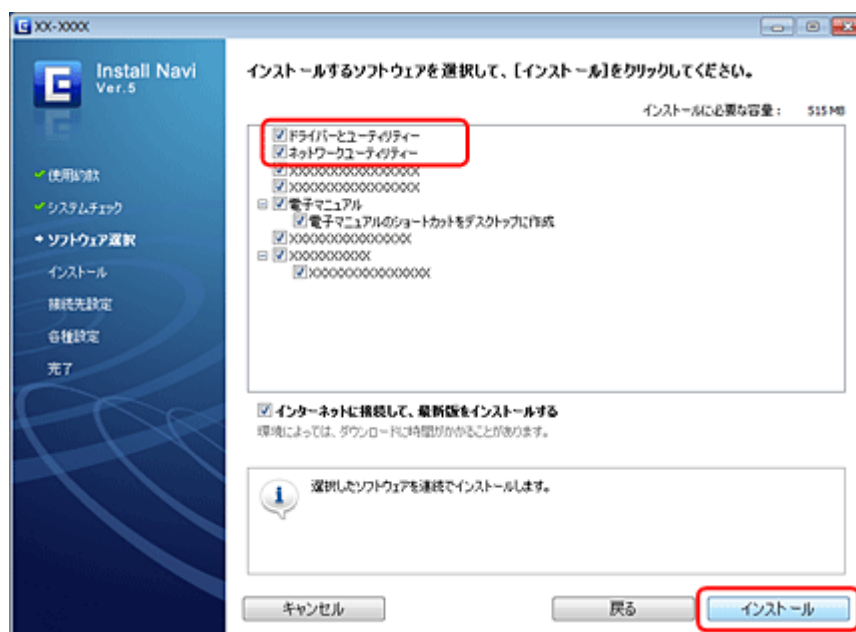 XX-XXXX
Install Navi
Ver.5
使用約款
システムチェック
ソフトウェア選択
インストール
接続先設定
各種設定
完了
インストールするソフトウェアを選択して、[インストール]をクリックしてください。
インストールに必要な容量： 515 MB
ドライバーとユーティリティー
ネットワークユーティリティー
XXXXXXXXXXXXXXXXX
XXXXXXXXXXXXXXXXX
電子マニュアル
電子マニュアルのショートカットをデスクトップに作成
XXXXXXXXXXXXXXXX
XXXXXXXXXXX
XXXXXXXXXXXXXXXX
インターネットに接続して、最新版をインストールする
環境によっては、ダウンロードに時間がかかることがあります。
選択したソフトウェアを連続でインストールします。
キャンセル
戻る
インストール